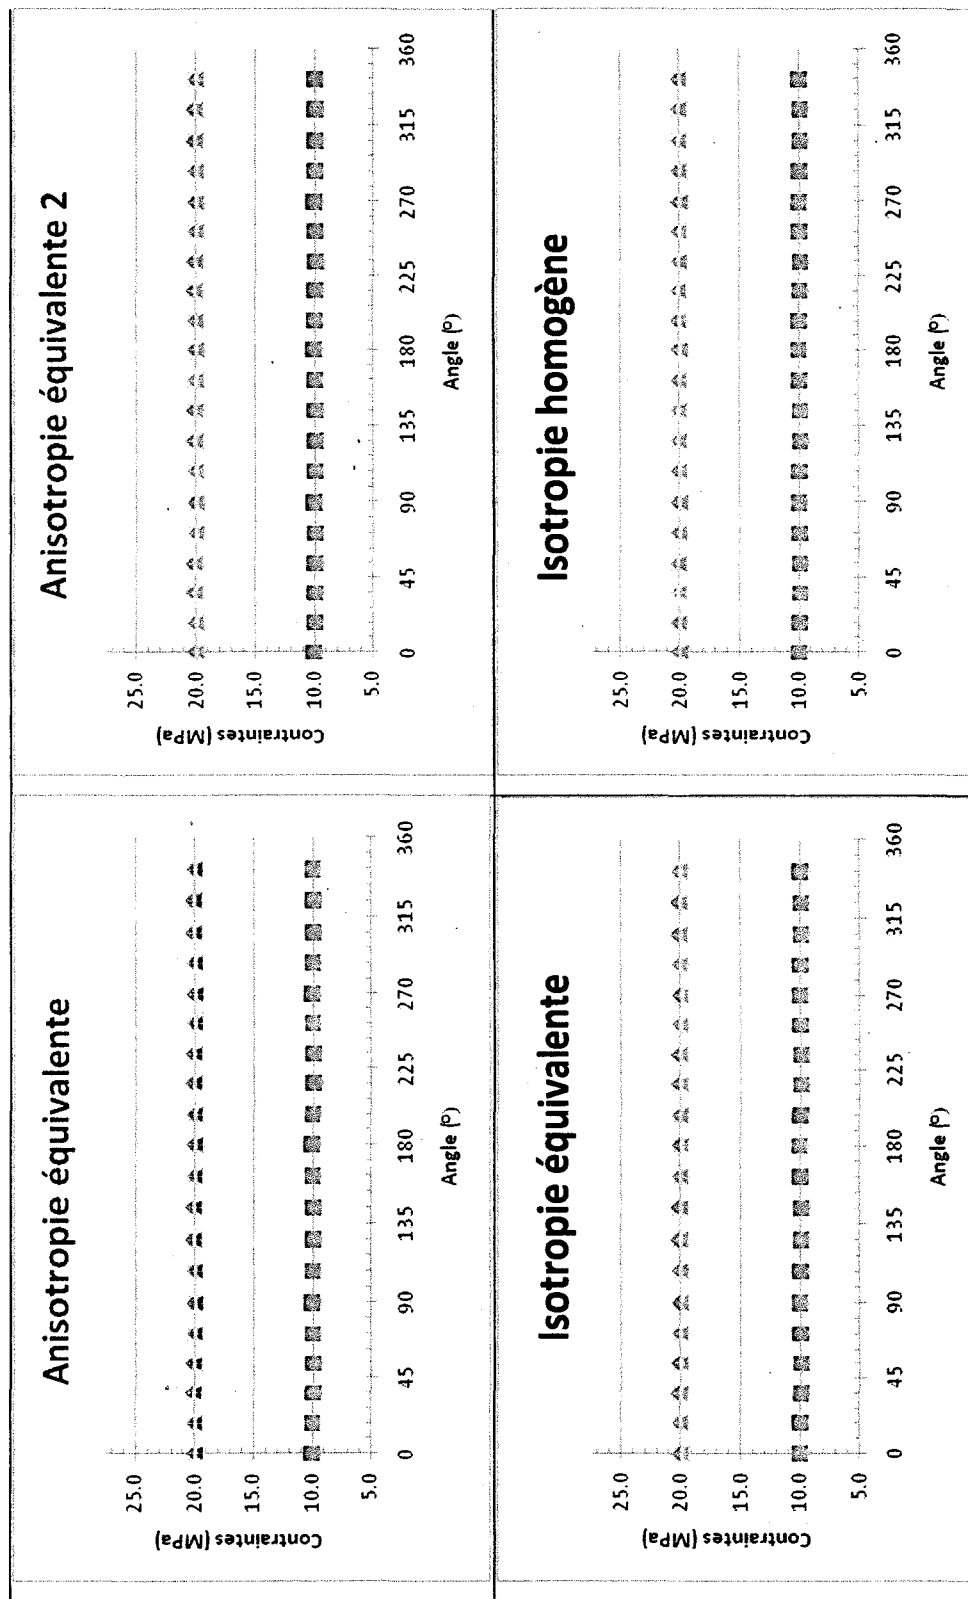 Anisotropie équivalente
Contraintes (MPa)
25.0
20.0
15.0
10.0
5.0
0 45 90 135 180 225 270 315 360
Angle (º)
Anisotropie équivalente 2
Contraintes (MPa)
25.0
20.0
15.0
10.0
5.0
0 45 90 135 180 225 270 315 360
Angle (º)
Isotropie équivalente
Contraintes (MPa)
25.0
20.0
15.0
10.0
5.0
0 45 90 135 180 225 270 315 360
Angle (º)
Isotropie homogène
Contraintes (MPa)
25.0
20.0
15.0
10.0
5.0
0 45 90 135 180 225 270 315 360
Angle (º)